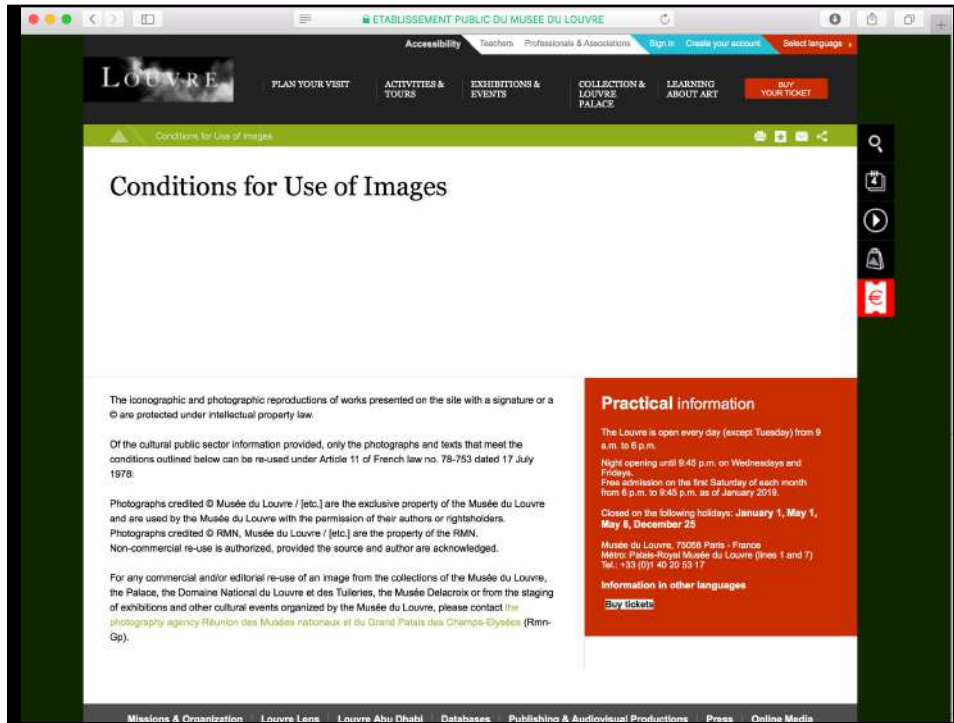 ETABLISSEMENT PUBLIC DU MUSEE DU LOUVRE
Accessibility Teachers Professionals & Associations Sign in Create your account Select language
LOUVRE
PLAN YOUR VISIT
ACTIVITIES &
TOURS
EXHIBITIONS &
EVENTS
COLLECTION &
LOUVRE
PALACE
LEARNING
ABOUT ART
BUY
YOUR TICKET
Conditions for Use of Images
4
€
Conditions for Use of Images
The iconographic and photographic reproductions of works presented on the site with a signature or a
© are protected under intellectual property law.
Of the cultural public sector information provided, only the photographs and texts that meet the
conditions outlined below can be re-used under Article 11 of French law no. 78-753 dated 17 July
1978:
Photographs credited © Musée du Louvre / [etc.] are the exclusive property of the Musée du Louvre
and are used by the Musée du Louvre with the permission of their authors or rightsholders.
Photographs credited © RMN, Musée du Louvre / [etc.] are the property of the RMN.
Non-commercial re-use is authorized, provided the source and author are acknowledged.
For any commercial and/or editorial re-use of an image from the collections of the Musée du Louvre,
the Palace, the Domaine National du Louvre et des Tuileries, the Musée Delacroix or from the staging
of exhibitions and other cultural events organized by the Musée du Louvre, please contact the
photography agency Réunion des Musées nationaux et du Grand Palais des Champs-Elysées (Rmn-
Gp).
Practical information
The Louvre is open every day (except Tuesday) from 9
a.m. to 6 p.m.
Night opening until 9:45 p.m. on Wednesdays and
Fridays.
Free admission on the first Saturday of each month
from 6 p.m. to 9:45 p.m. as of January 2019.
Closed on the following holidays: January 1, May 1,
May 8, December 25
Musée du Louvre, 75058 Paris - France
Métro: Palais-Royal Musée du Louvre (lines 1 and 7)
Tel.: +33 (0)1 40 20 53 17
Information in other languages
Buy tickets
Missions & Organization Louvre Lens Louvre Abu Dhabi Databases Publishing & Audiovisual Productions Press Online Media